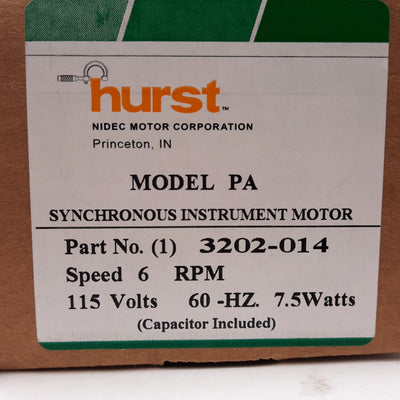 hurst™
NIDEC MOTOR CORPORATION
Princeton, IN
MODEL PA
SYNCHRONOUS INSTRUMENT MOTOR
Part No. (1) 3202-014
Speed 6 RPM
115 Volts 60 -HZ. 7.5Watts
(Capacitor Included)